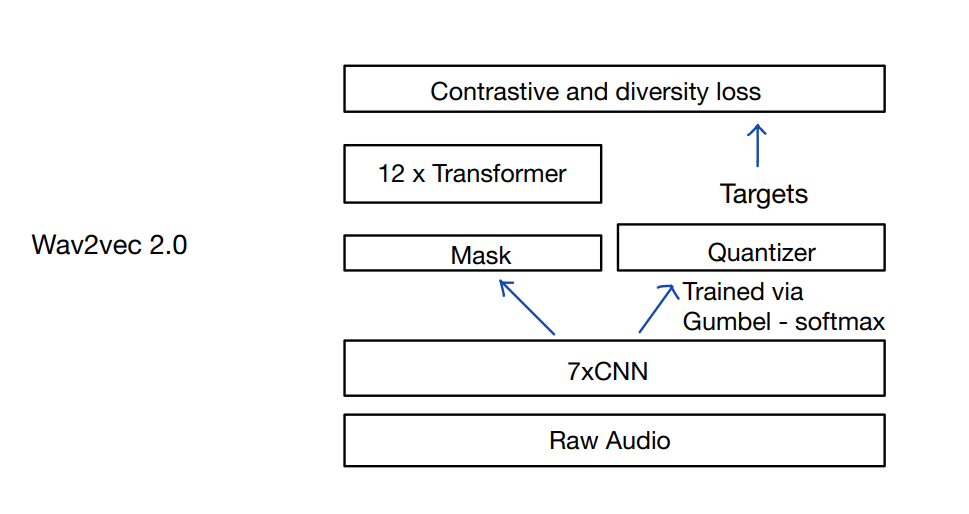 Contrastive and diversity loss
12 x Transformer
Targets
Wav2vec 2.0
Mask
Quantizer
Trained via
Gumbel - softmax
7xCNN
Raw Audio